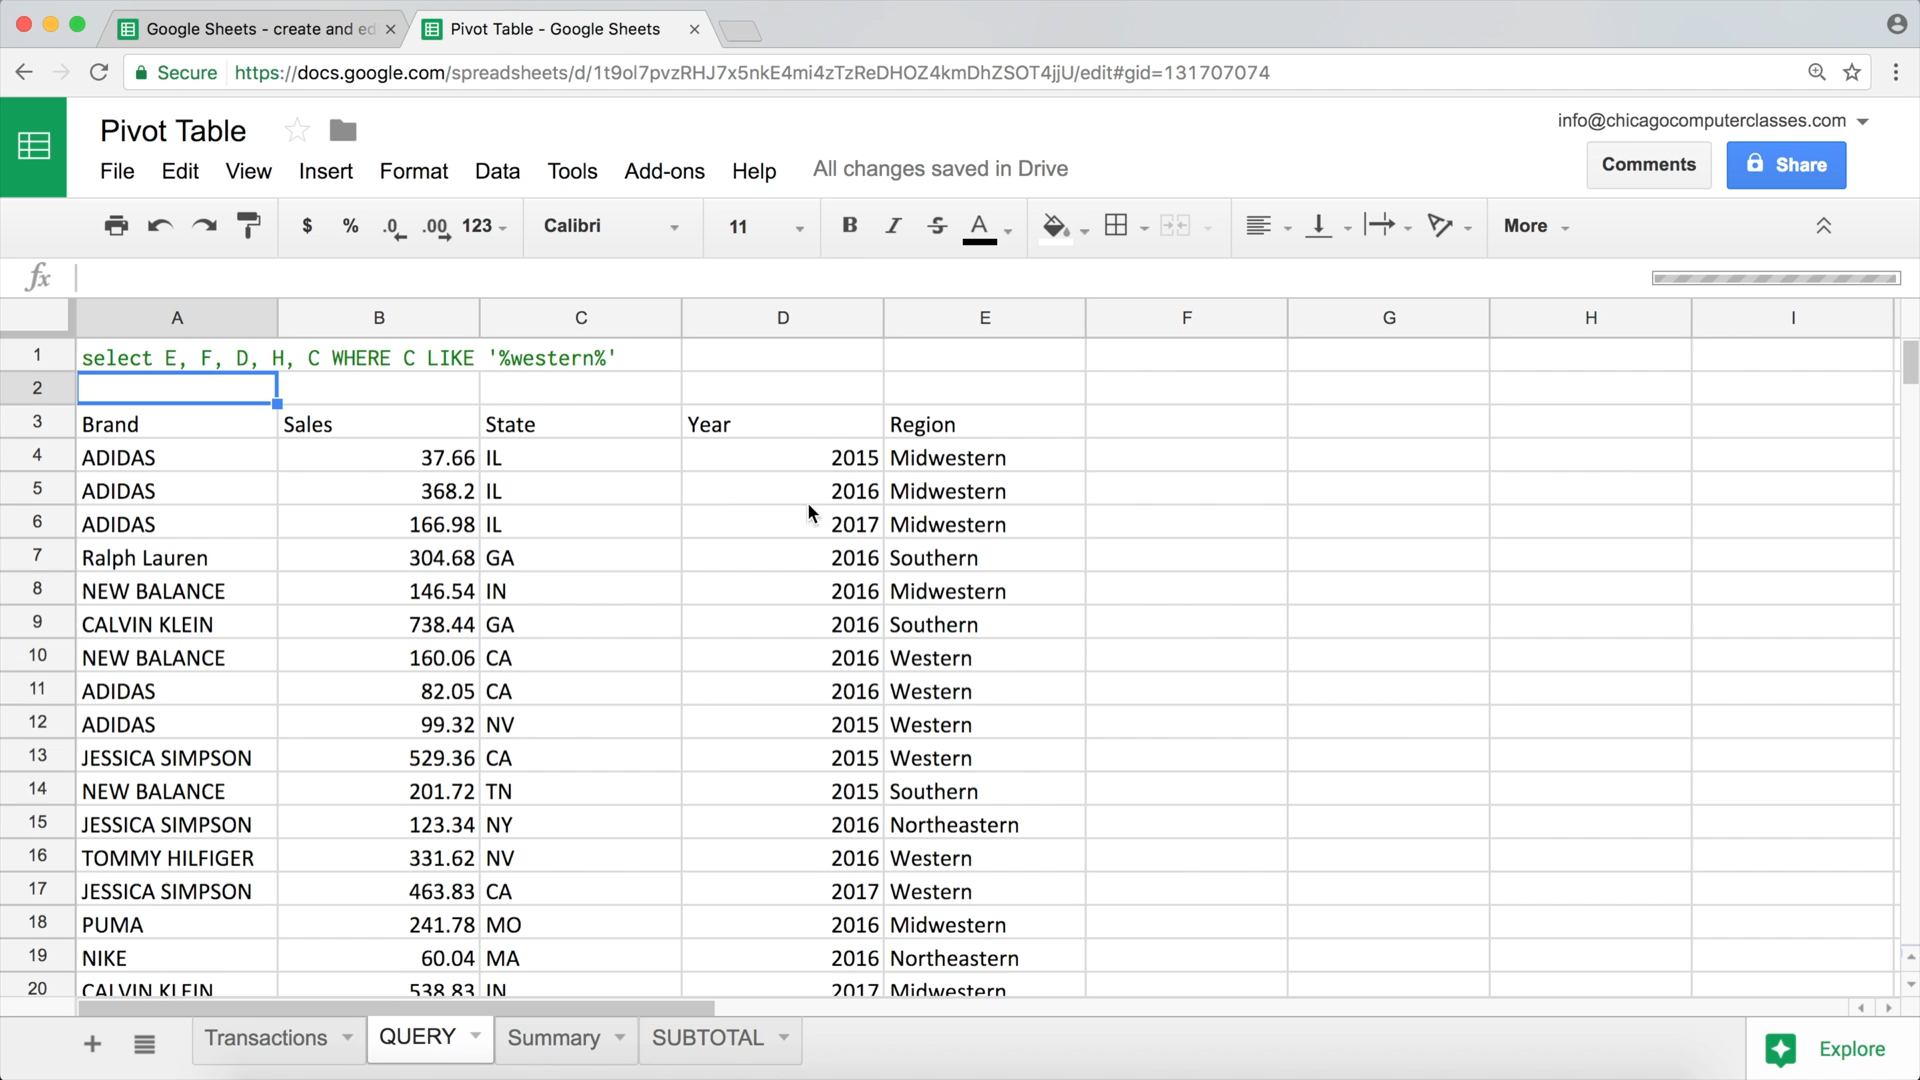 Google Sheets - create and ed
Pivot Table - Google Sheets
Secure https://docs.google.com/spreadsheets/d/1t9ol7pvzRHJ7x5nkE4mi4zTzReDHOZ4kmDhZSOT4jjU/edit#gid=131707074
Pivot Table
info@chicagocomputerclasses.com
File Edit View Insert Format Data Tools Add-ons Help All changes saved in Drive
Comments Share
$ % .0 .00 123 Calibri 11 B I S A More
fx
A B C D E F G H I
1 select E, F, D, H, C WHERE C LIKE '%western%'
2
3 Brand Sales State Year Region
4 ADIDAS 37.66 IL 2015 Midwestern
5 ADIDAS 368.2 IL 2016 Midwestern
6 ADIDAS 166.98 IL 2017 Midwestern
7 Ralph Lauren 304.68 GA 2016 Southern
8 NEW BALANCE 146.54 IN 2016 Midwestern
9 CALVIN KLEIN 738.44 GA 2016 Southern
10 NEW BALANCE 160.06 CA 2016 Western
11 ADIDAS 82.05 CA 2016 Western
12 ADIDAS 99.32 NV 2015 Western
13 JESSICA SIMPSON 529.36 CA 2015 Western
14 NEW BALANCE 201.72 TN 2015 Southern
15 JESSICA SIMPSON 123.34 NY 2016 Northeastern
16 TOMMY HILFIGER 331.62 NV 2016 Western
17 JESSICA SIMPSON 463.83 CA 2017 Western
18 PUMA 241.78 MO 2016 Midwestern
19 NIKE 60.04 MA 2016 Northeastern
20 CALVIN KLEIN 538.83 IN 2017 Midwestern
Transactions QUERY Summary SUBTOTAL
Explore